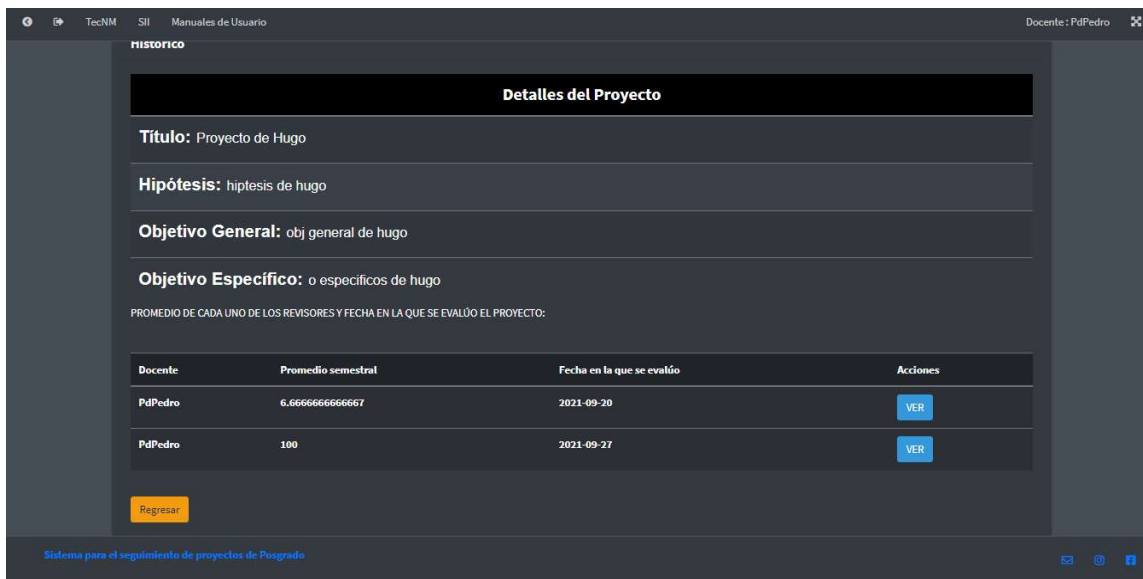 TecNM SII Manuales de Usuario Docente : PdPedro
Histórico
Detalles del Proyecto
Título: Proyecto de Hugo
Hipótesis: hiptesis de hugo
Objetivo General: obj general de hugo
Objetivo Específico: o especificos de hugo
PROMEDIO DE CADA UNO DE LOS REVISORES Y FECHA EN LA QUE SE EVALÚO EL PROYECTO:
Docente Promedio semestral Fecha en la que se evalúo Acciones
PdPedro 6.6666666666667 2021-09-20 VER
PdPedro 100 2021-09-27 VER
Regresar
Sistema para el seguimiento de proyectos de Posgrado